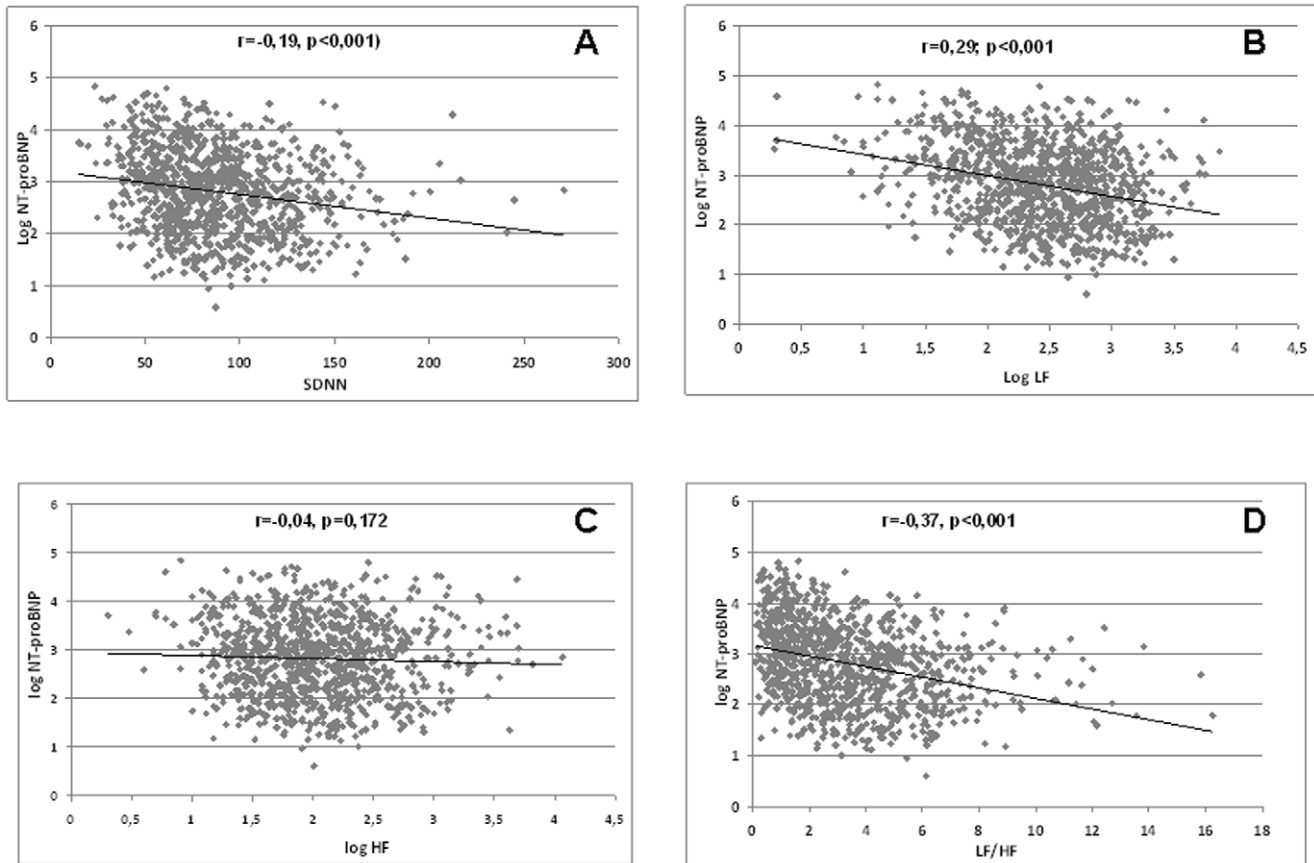 r=-0,19, p<0,001)
A
6
5
4
3
2
1
0
Log NT-proBNP
0 50 100 150 200 250 300
SDNN
r=0,29; p<0,001
B
6
5
4
3
2
1
0
Log NT-proBNP
0 0,5 1 1,5 2 2,5 3 3,5 4 4,5
Log LF
r=-0,04, p=0,172
C
6
5
4
3
2
1
0
log NT-proBNP
0 0,5 1 1,5 2 2,5 3 3,5 4 4,5
log HF
r=-0,37, p<0,001
D
6
5
4
3
2
1
0
log NT-proBNP
0 2 4 6 8 10 12 14 16 18
LF/HF